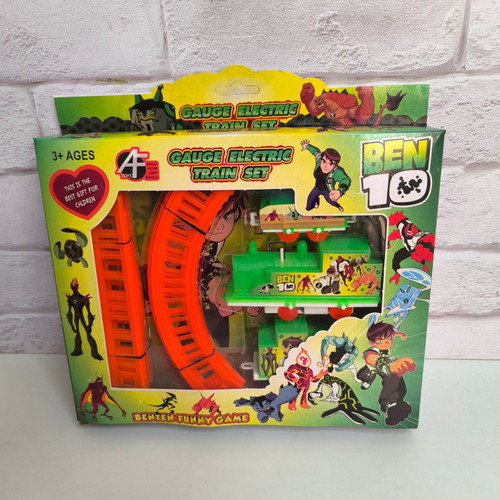 GAUGE ELECTRIC
TRAIN SET
3+ AGES
AF
GAUGE ELECTRIC
TRAIN SET
BEN
10
THIS IS THE
BEST GIFT FOR
CHILDREN
BEN
10
BENTEN FUNNY GAME